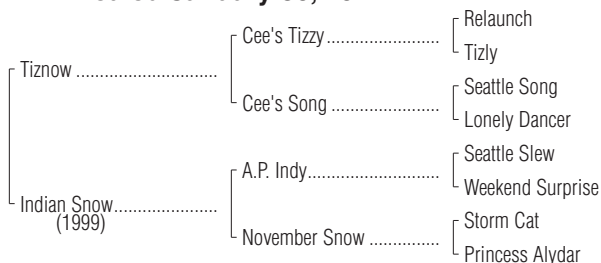 Relaunch
Cee's Tizzy
Tizly
Tiznow
Seattle Song
Cee's Song
Lonely Dancer
Seattle Slew
A.P. Indy
Weekend Surprise
Indian Snow
(1999)
Storm Cat
November Snow
Princess Alydar